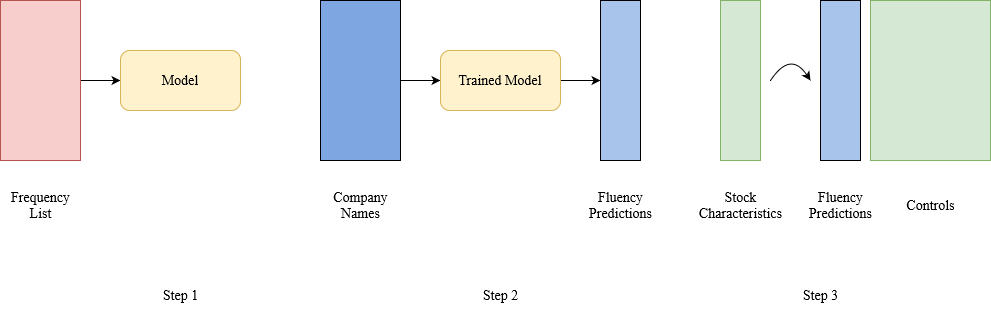 Model
Trained Model
Frequency
List
Company
Names
Fluency
Predictions
Stock
Characteristics
Fluency
Predictions
Controls
Step 1
Step 2
Step 3